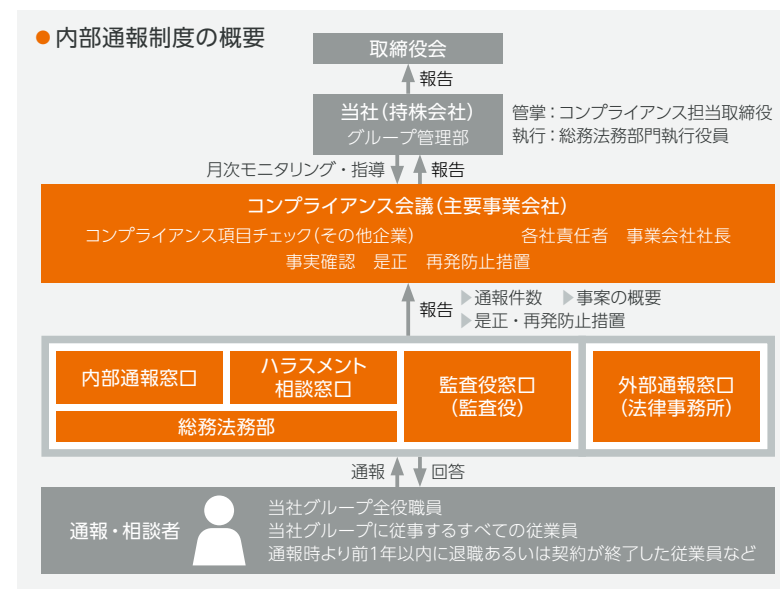 ●内部通報制度の概要
取締役会
報告
当社（持株会社）
グループ管理部
管掌：コンプライアンス担当取締役
執行：総務法務部門執行役員
月次モニタリング・指導
報告
コンプライアンス会議（主要事業会社）
コンプライアンス項目チェック（その他企業） 各社責任者 事業会社社長
事実確認 是正 再発防止措置
報告
▶通報件数 ▶事案の概要
▶是正・再発防止措置
内部通報窓口
ハラスメント
相談窓口
総務法務部
監査役窓口
（監査役）
外部通報窓口
（法律事務所）
通報
回答
通報・相談者
当社グループ全役職員
当社グループに従事するすべての従業員
通報時より前1年以内に退職あるいは契約が終了した従業員など